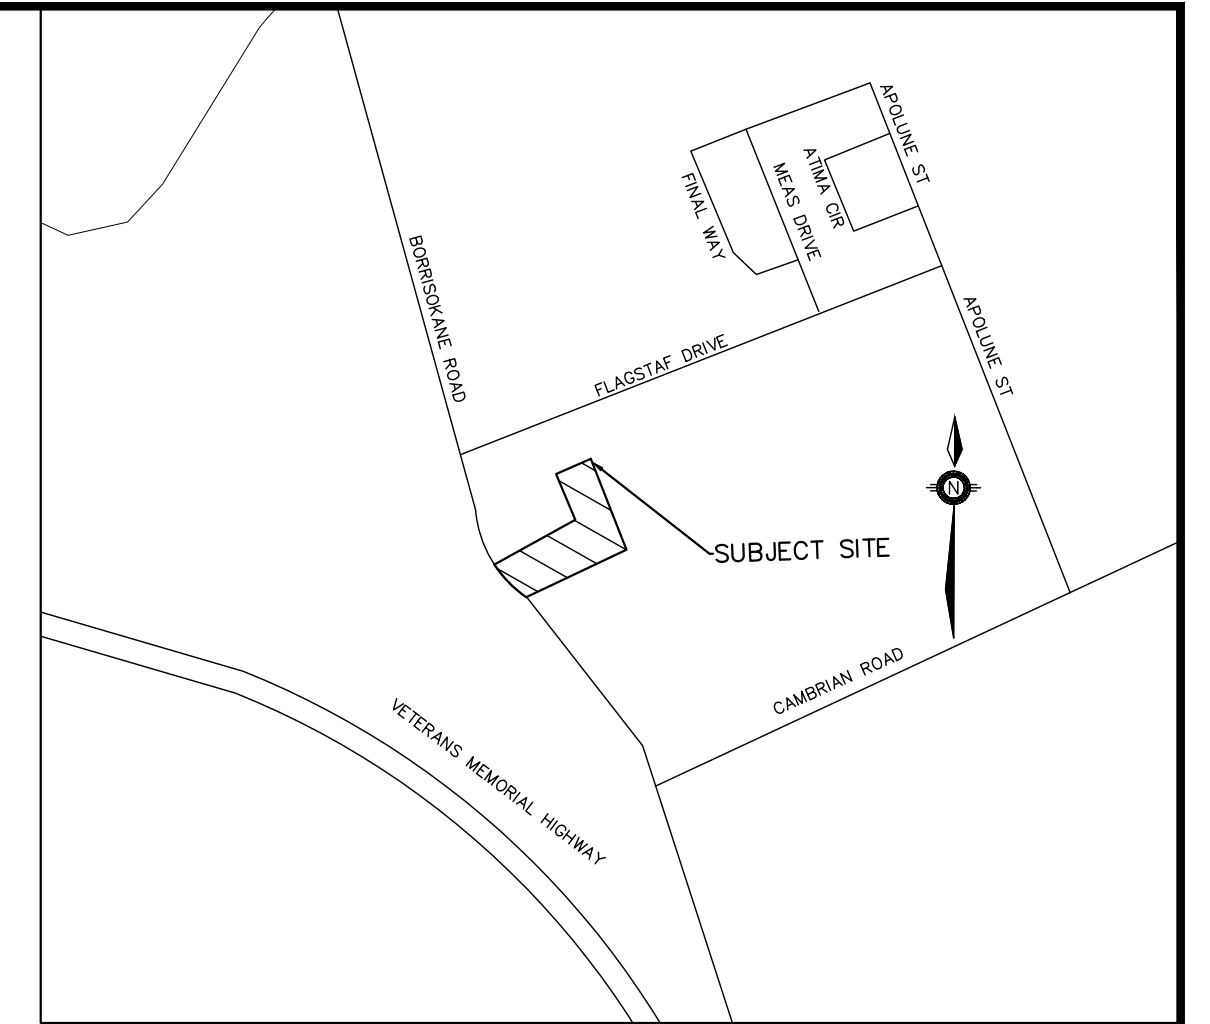 APOLUNE ST
ATIMA CIR
MEAS DRIVE
FINAL WAY
BORRISOKANE ROAD
APOLUNE ST
FLAGSTAF DRIVE
N
SUBJECT SITE
CAMBRIAN ROAD
VETERANS MEMORIAL HIGHWAY